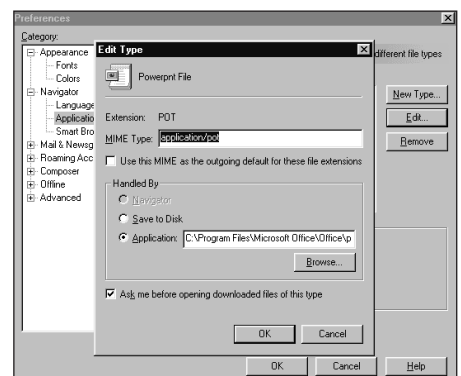 Preferences
Category:
Appearance
Fonts
Colors
Navigator
Language
Applicatio
Smart Bro
Mail & Newsg
Roaming Acc
Composer
Offline
Advanced
different file types
New Type...
Edit...
Remove
Edit Type
Powerpnt File
Extension: POT
MIME Type: application/pot
Use this MIME as the outgoing default for these file extensions
Handled By
Navigator
Save to Disk
Application: C:\Program Files\Microsoft Office\Office\p
Browse...
Ask me before opening downloaded files of this type
OK Cancel
OK Cancel Help